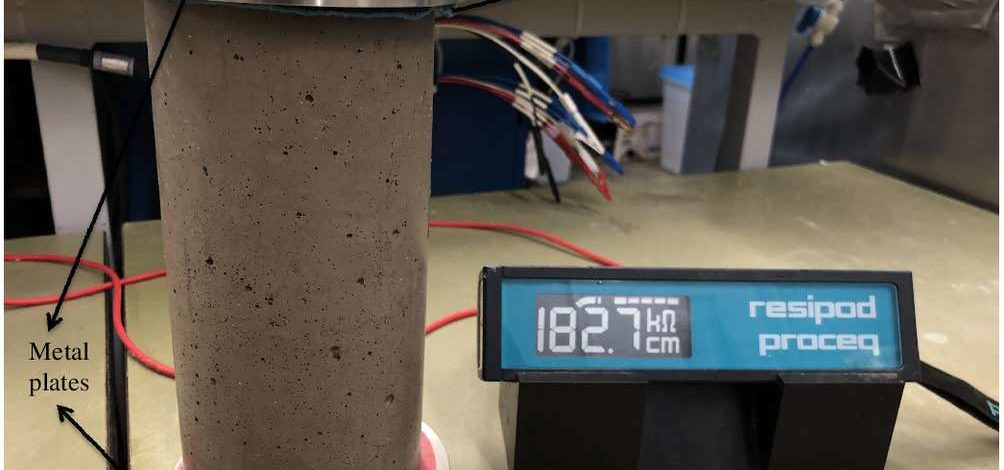 182.7 kΩ
cm
resipod
proceq
Metal
plates